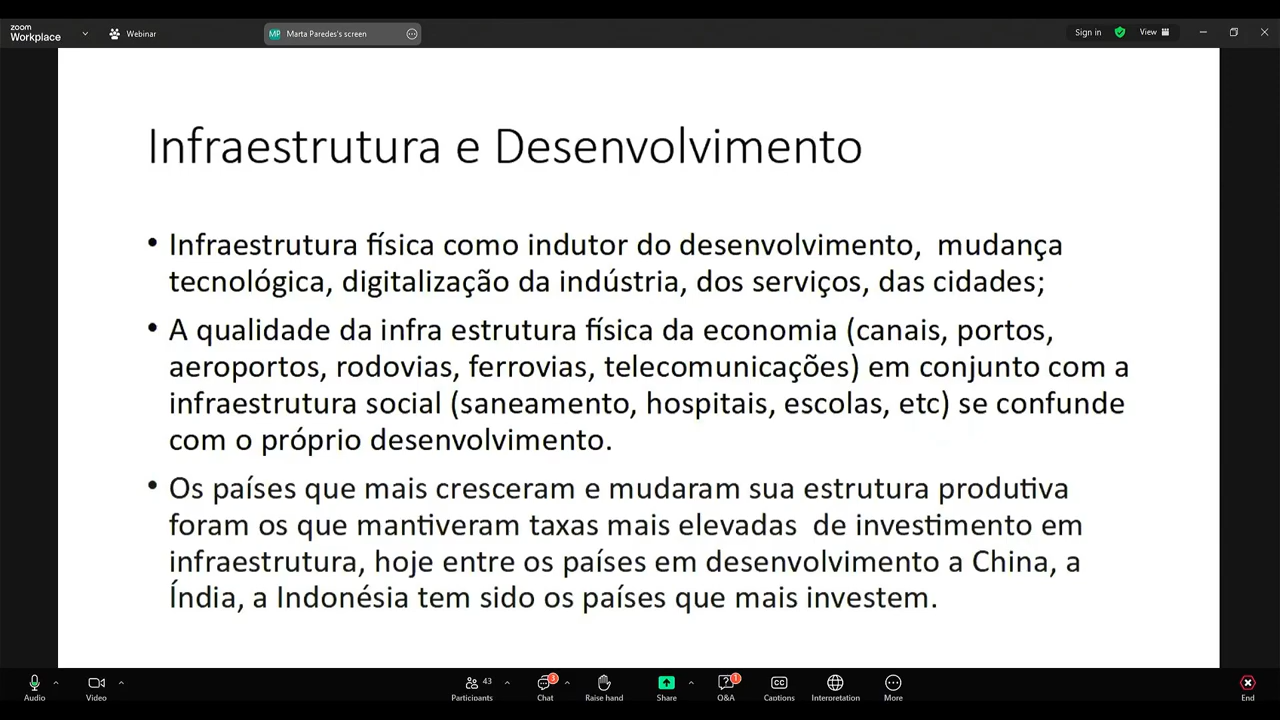 zoom
Workplace
Webinar
MP Marta Paredes's screen
Sign in
View
Infraestrutura e Desenvolvimento
• Infraestrutura física como indutor do desenvolvimento, mudança
tecnológica, digitalização da indústria, dos serviços, das cidades;
• A qualidade da infra estrutura física da economia (canais, portos,
aeroportos, rodovias, ferrovias, telecomunicações) em conjunto com a
infraestrutura social (saneamento, hospitais, escolas, etc) se confunde
com o próprio desenvolvimento.
• Os países que mais cresceram e mudaram sua estrutura produtiva
foram os que mantiveram taxas mais elevadas de investimento em
infraestrutura, hoje entre os países em desenvolvimento a China, a
Índia, a Indonésia tem sido os países que mais investem.
43
3
1
CC
Audio
Video
Participants
Chat
Raise hand
Share
Q&A
Captions
Interpretation
More
End